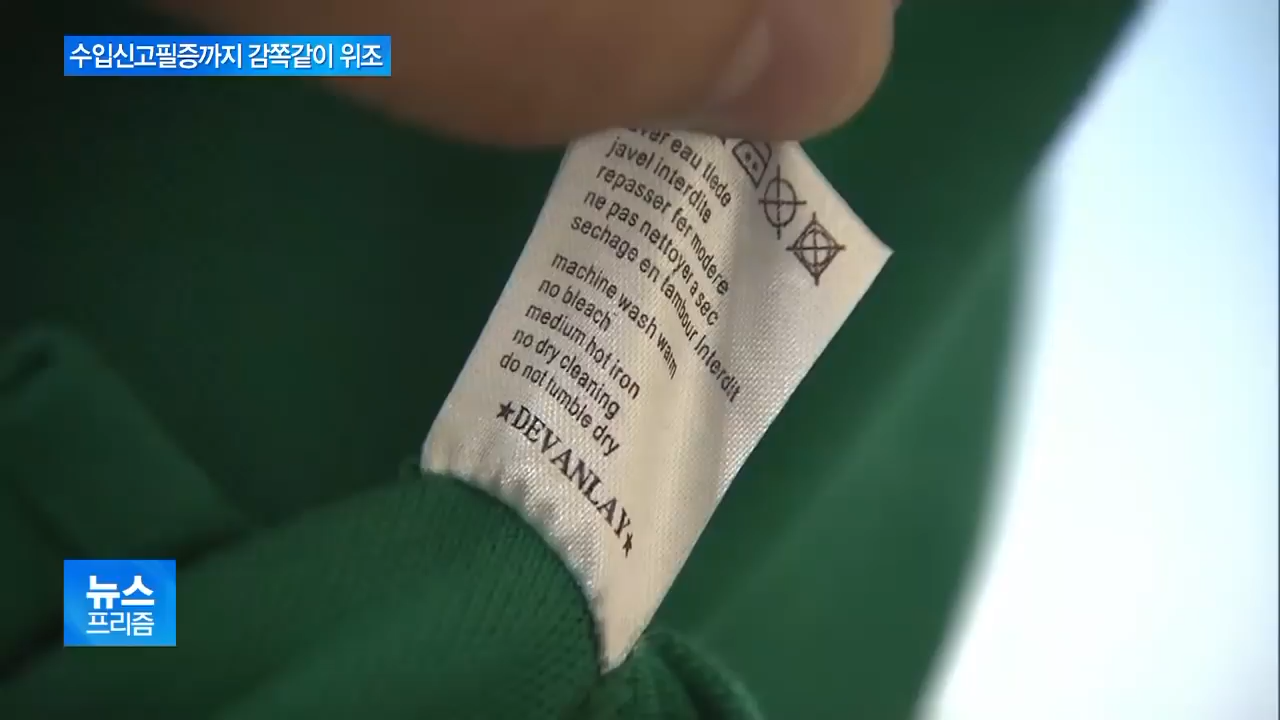 수입신고필증까지 감쪽같이 위조
eau tiede
javel interdite
repasser fer modere
ne pas nettoyer a sec
sechage en tambour interdit
machine wash warm
no bleach
medium hot iron
no dry cleaning
do not tumble dry
★DEVANLAY★
뉴스
프리즘